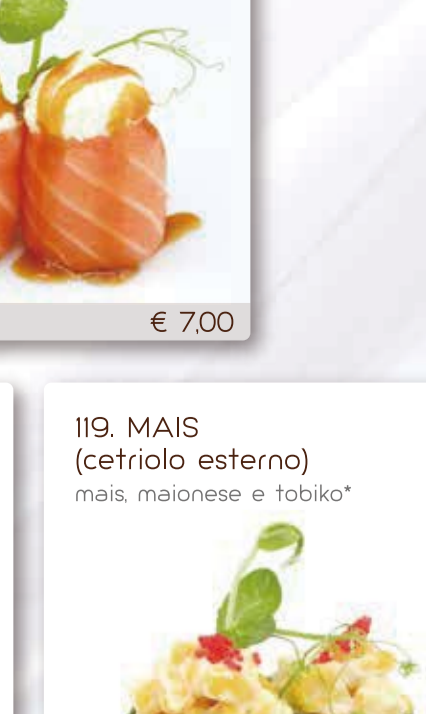 € 7,00
119. MAIS
(cetriolo esterno)
mais, maionese e tobiko*